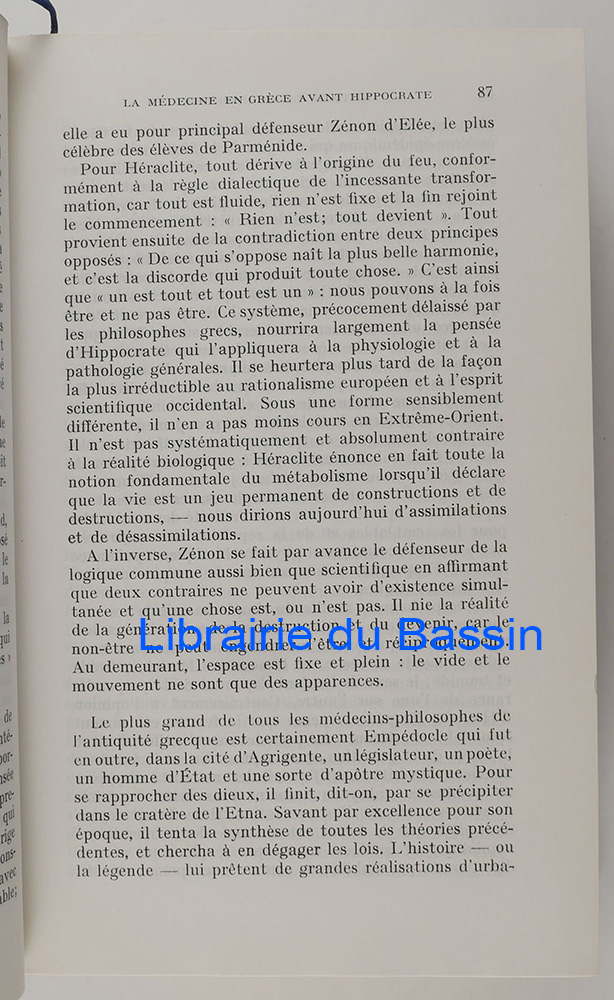 LA MÉDECINE EN GRÈCE AVANT HIPPOCRATE 87
elle a eu pour principal défenseur Zénon d'Elée, le plus
célèbre des élèves de Parménide.
Pour Héraclite, tout dérive à l'origine du feu, confor-
mément à la règle dialectique de l'incessante transfor-
mation, car tout est fluide, rien n'est fixe et la fin rejoint
le commencement : « Rien n'est; tout devient ». Tout
provient ensuite de la contradiction entre deux principes
opposés : « De ce qui s'oppose naît la plus belle harmonie,
et c'est la discorde qui produit toute chose. » C'est ainsi
que « un est tout et tout est un » : nous pouvons à la fois
être et ne pas être. Ce système, précocement délaissé par
les philosophes grecs, nourrira largement la pensée
d'Hippocrate qui l'appliquera à la physiologie et à la
pathologie générales. Il se heurtera plus tard de la façon
la plus irréductible au rationalisme européen et à l'esprit
scientifique occidental. Sous une forme sensiblement
différente, il n'en a pas moins cours en Extrême-Orient.
Il n'est pas systématiquement et absolument contraire
à la réalité biologique : Héraclite énonce en fait toute la
notion fondamentale du métabolisme lorsqu'il déclare
que la vie est un jeu permanent de constructions et de
destructions, — nous dirions aujourd'hui d'assimilations
et de désassimilations.
A l'inverse, Zénon se fait par avance le défenseur de la
logique commune aussi bien que scientifique en affirmant
que deux contraires ne peuvent avoir d'existence simul-
tanée et qu'une chose est, ou n'est pas. Il nie la réalité
de la génération, de la destruction et du devenir, car le
non-être ne peut engendrer d'être et réciproquement.
Librairie du Bassin
Au demeurant, l'espace est fixe et plein : le vide et le
mouvement ne sont que des apparences.
Le plus grand de tous les médecins-philosophes de
l'antiquité grecque est certainement Empédocle qui fut
en outre, dans la cité d'Agrigente, un législateur, un poète,
un homme d'État et une sorte d'apôtre mystique. Pour
se rapprocher des dieux, il finit, dit-on, par se précipiter
dans le cratère de l'Etna. Savant par excellence pour son
époque, il tenta la synthèse de toutes les théories précé-
dentes, et chercha à en dégager les lois. L'histoire — ou
la légende — lui prêtent de grandes réalisations d'urba-